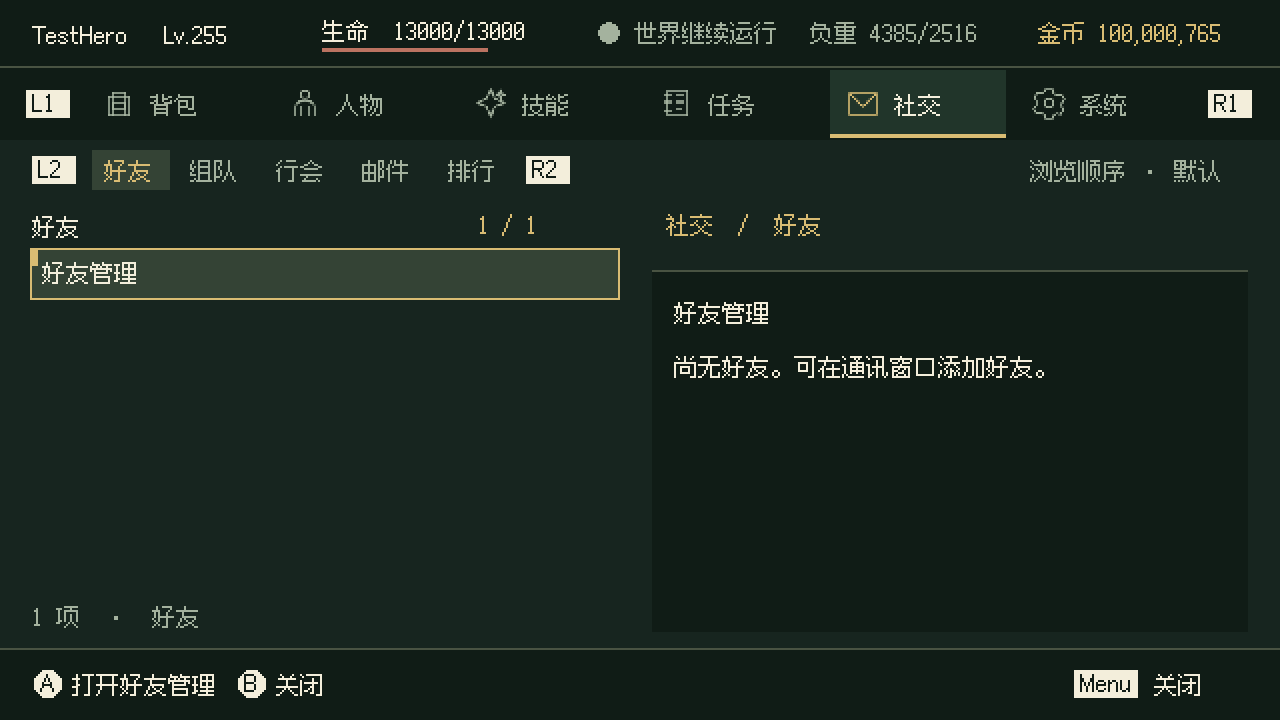 TestHero Lv.255 生命 13000/13000 世界继续运行 负重 4385/2516 金币 100,000,765
L1 背包 人物 技能 任务 社交 系统 R1
L2 好友 组队 行会 邮件 排行 R2 浏览顺序 · 默认
好友 1 / 1
好友管理
社交 / 好友
好友管理
尚无好友。可在通讯窗口添加好友。
1 项 · 好友
A 打开好友管理 B 关闭 Menu 关闭